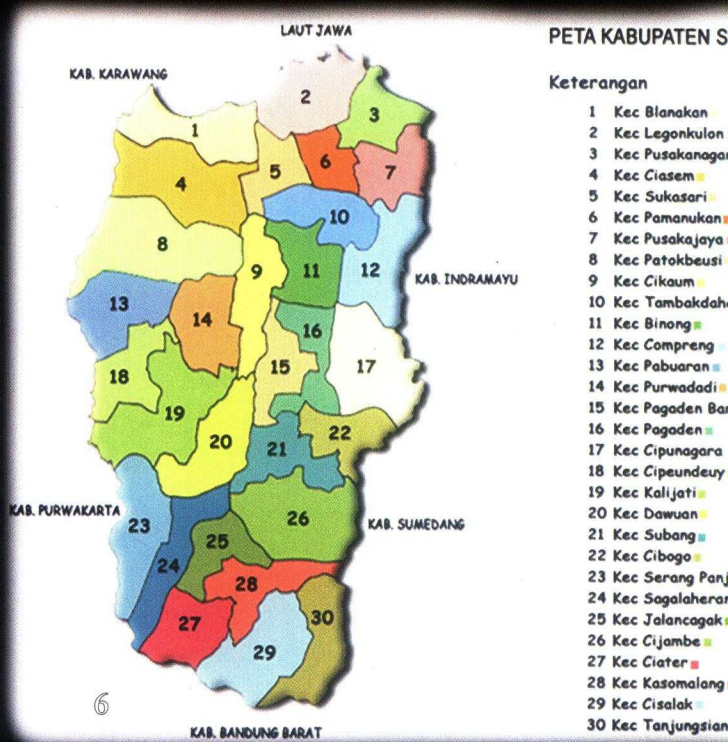 LAUT JAWA
PETA KABUPATEN S
KAB. KARAWANG
Keterangan
1 Kec Blanakan
2 Kec Legonkulon
3 Kec Pusakanagar
4 Kec Ciasem
5 Kec Sukasari
6 Kec Pamanukan
7 Kec Pusakajaya
8 Kec Patokbeusi
9 Kec Cikaum
10 Kec Tambakdaha
11 Kec Binong
12 Kec Compreng
13 Kec Pabuaran
14 Kec Purwadadi
15 Kec Pagaden Bar
16 Kec Pagaden
17 Kec Cipunagara
18 Kec Cipeundeuy
19 Kec Kalijati
20 Kec Dawuan
21 Kec Subang
22 Kec Cibogo
23 Kec Serang Panj
24 Kec Sagalaheran
25 Kec Jalancagak
26 Kec Cijambe
27 Kec Ciater
28 Kec Kasomalang
29 Kec Cisalak
30 Kec Tanjungsian
1
2
3
4
5
6
7
8
9
10
11
12
13
14
15
16
17
18
19
20
21
22
23
24
25
26
27
28
29
30
KAB. INDRAMAYU
KAB. PURWAKARTA
KAB. SUMEDANG
6
KAB. BANDUNG BARAT